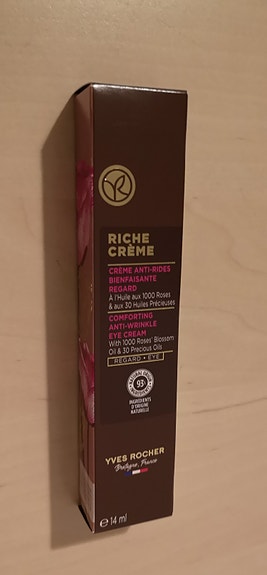 RICHE
CRÈME
CRÈME ANTI-RIDES
BIENFAISANTE
REGARD
À l'Huile aux 1000 Roses
& aux 30 Huiles Précieuses
COMFORTING
ANTI-WRINKLE
EYE CREAM
With 1000 Roses' Blossom
Oil & 30 Precious Oils
REGARD • EYE
93%
INGRÉDIENTS
D'ORIGINE
NATURELLE
YVES ROCHER
Bretagne, France
e 14 ml